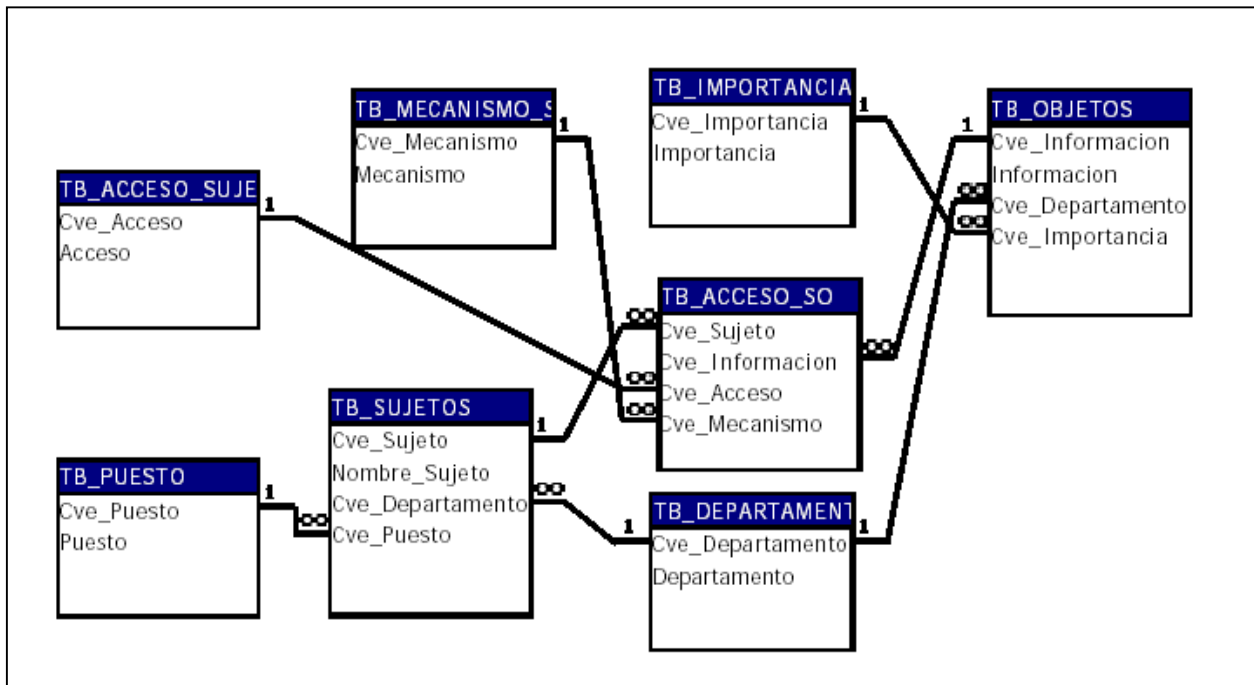 TB_MECANISMO_S
Cve_Mecanismo
Mecanismo
1
TB_IMPORTANCIA
Cve_Importancia
Importancia
1
TB_OBJETOS
Cve_Informacion
Informacion
Cve_Departamento
Cve_Importancia
1
∞
∞
TB_ACCESO_SUJE
Cve_Acceso
Acceso
1
TB_ACCESO_SO
Cve_Sujeto
Cve_Informacion
Cve_Acceso
Cve_Mecanismo
∞
∞
∞
∞
TB_SUJETOS
Cve_Sujeto
Nombre_Sujeto
Cve_Departamento
Cve_Puesto
1
∞
∞
TB_PUESTO
Cve_Puesto
Puesto
1
TB_DEPARTAMENT
Cve_Departamento
Departamento
1
1